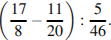 (17/8 − 11/20) : 5/46.